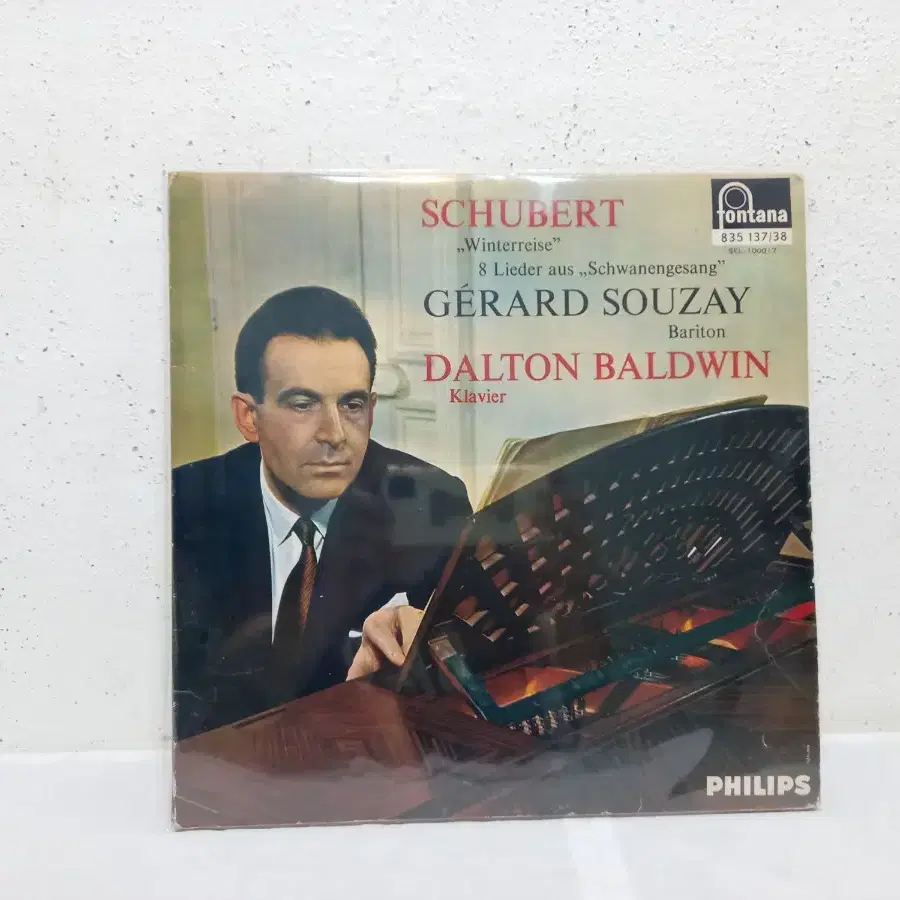 SCHUBERT
„Winterreise”
8 Lieder aus „Schwanengesang”
GÉRARD SOUZAY
Bariton
DALTON BALDWIN
Klavier
fontana
835 137/38
PHILIPS